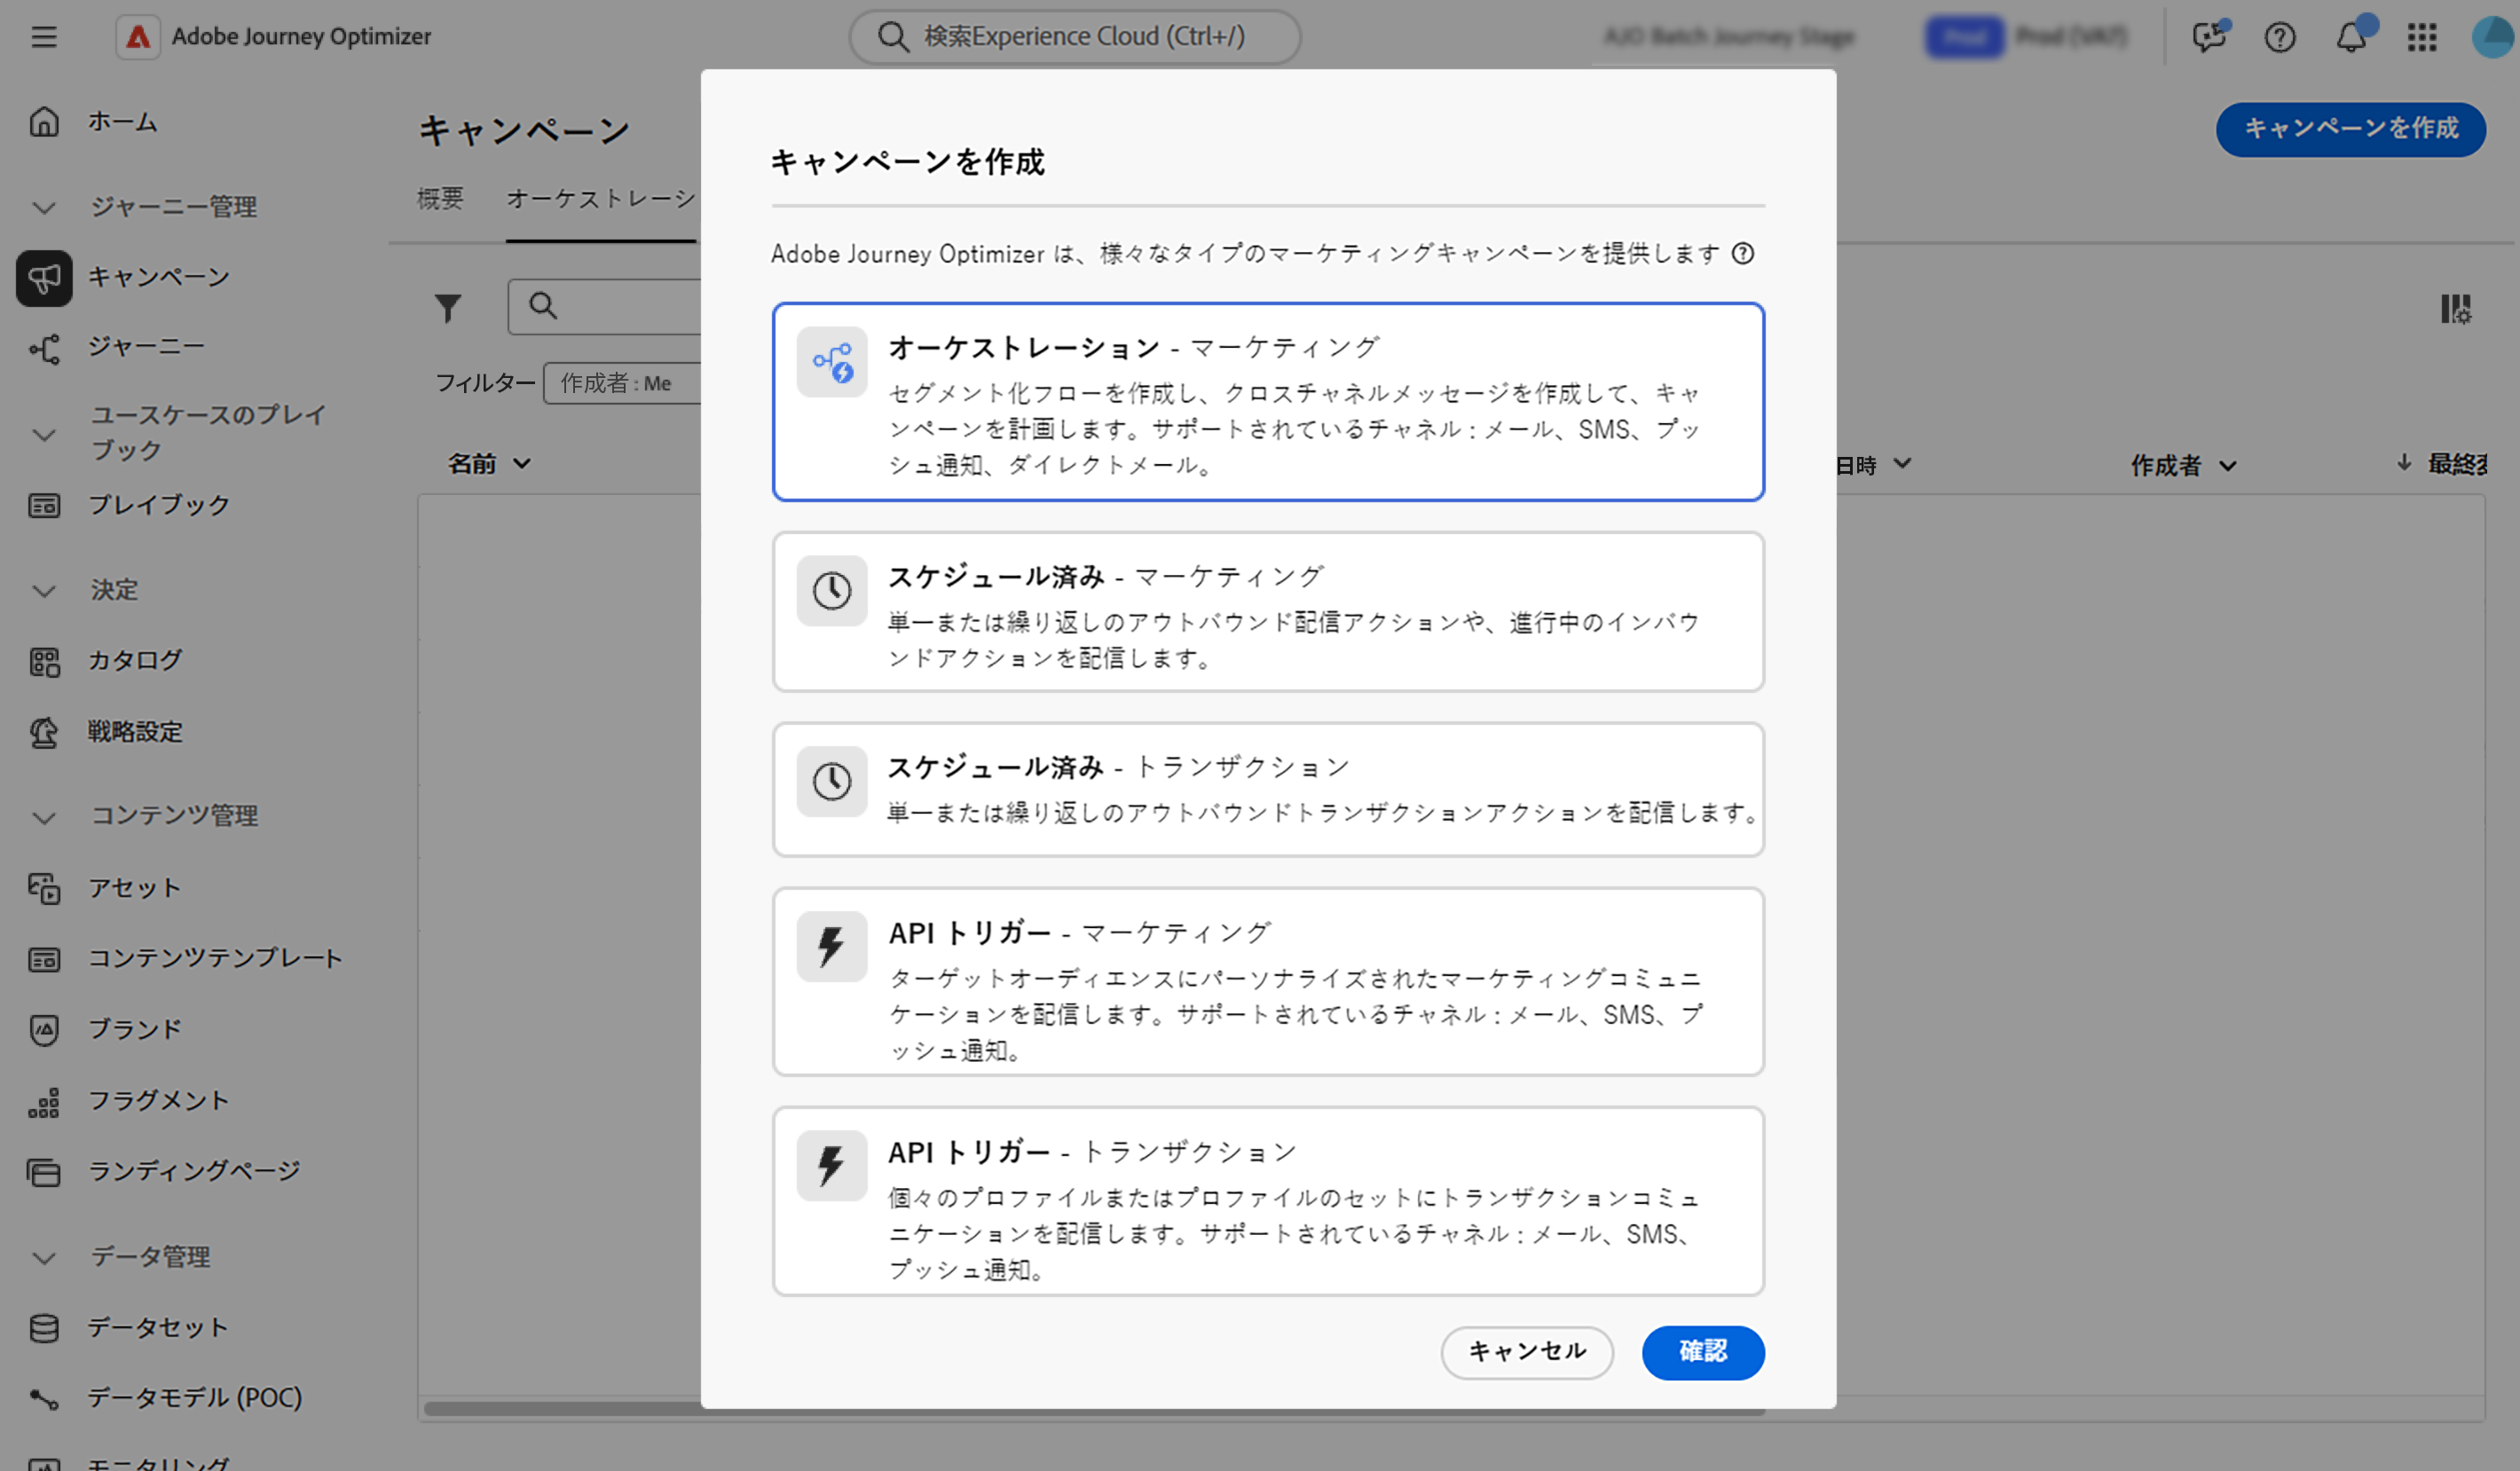 Adobe Journey Optimizer
検索Experience Cloud (Ctrl+/)
ホーム
ジャーニー管理
キャンペーン
ジャーニー
ユースケースのプレイ
ブック
プレイブック
決定
カタログ
戦略設定
コンテンツ管理
アセット
コンテンツテンプレート
ブランド
フラグメント
ランディングページ
データ管理
データセット
データモデル (POC)
モニタリング
キャンペーン
キャンペーンを作成
概要
オーケストレーシ
フィルター
作成者 : Me
名前
日時
作成者
最終
キャンペーンを作成
Adobe Journey Optimizer は、様々なタイプのマーケティングキャンペーンを提供します
オーケストレーション - マーケティング
セグメント化フローを作成し、クロスチャネルメッセージを作成して、キャ
ンペーンを計画します。サポートされているチャネル : メール、SMS、プッ
シュ通知、ダイレクトメール。
スケジュール済み - マーケティング
単一または繰り返しのアウトバウンド配信アクションや、進行中のインバウ
ンドアクションを配信します。
スケジュール済み - トランザクション
単一または繰り返しのアウトバウンドトランザクションアクションを配信します。
API トリガー - マーケティング
ターゲットオーディエンスにパーソナライズされたマーケティングコミュニ
ケーションを配信します。サポートされているチャネル : メール、SMS、プ
ッシュ通知。
API トリガー - トランザクション
個々のプロファイルまたはプロファイルのセットにトランザクションコミュ
ニケーションを配信します。サポートされているチャネル : メール、SMS、
プッシュ通知。
キャンセル
確認